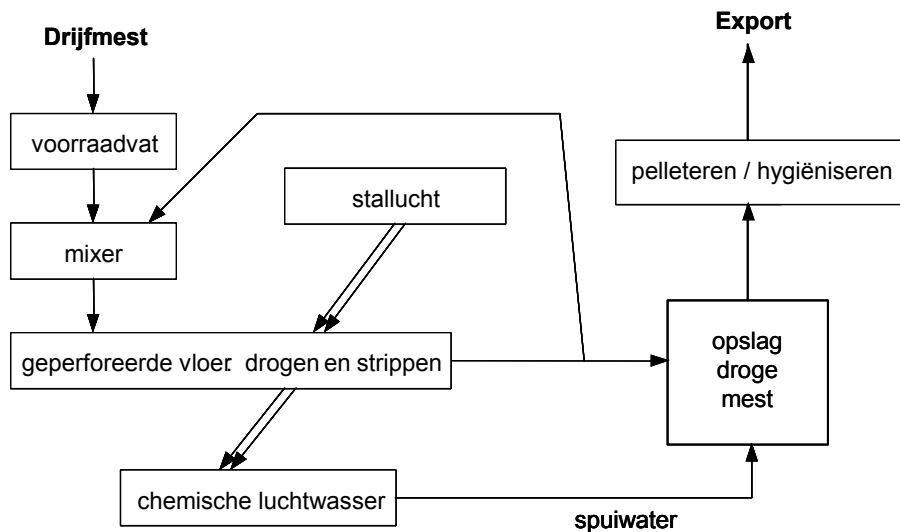 Drijfmest
Export
voorraadvat
pelleteren / hygiëniseren
stallucht
mixer
geperforeerde vloer. drogen en strippen
opslag
droge
mest
chemische luchtwasser
spuiwater